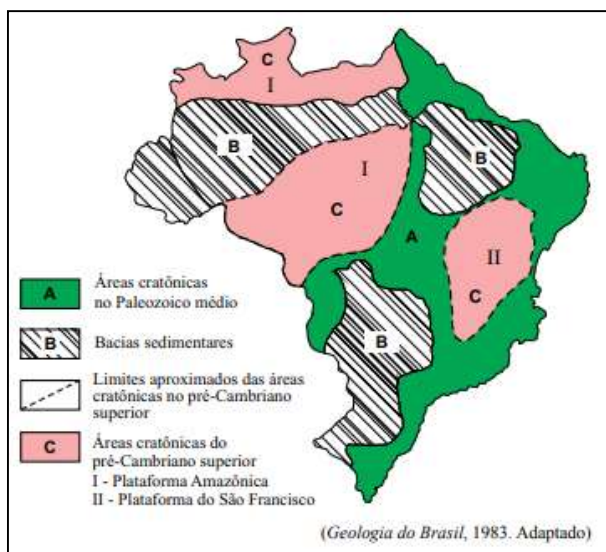 C
I
B
B
I
C
A
II
C
B
A
Áreas cratônicas
no Paleozoico médio
B
Bacias sedimentares
Limites aproximados das áreas
cratônicas no pré-Cambriano
superior
C
Áreas cratônicas do
pré-Cambriano superior
I - Plataforma Amazônica
II - Plataforma do São Francisco
(Geologia do Brasil, 1983. Adaptado)